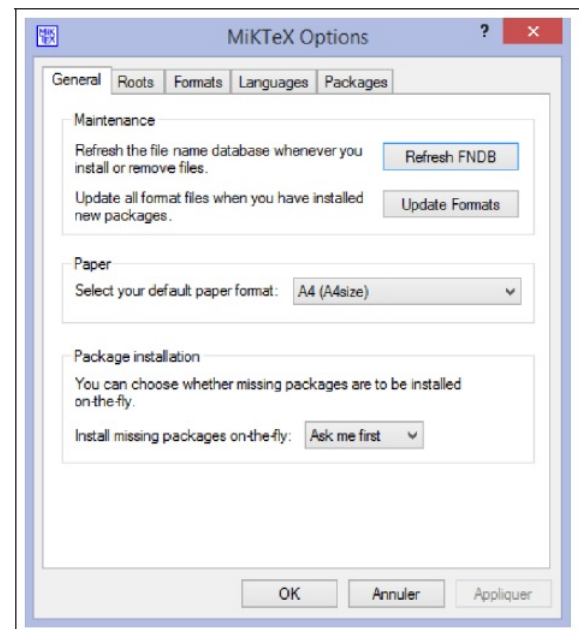 MiKTeX Options
?
×
General Roots Formats Languages Packages
Maintenance
Refresh the file name database whenever you
install or remove files.
Refresh FNDB
Update all format files when you have installed
new packages.
Update Formats
Paper
Select your default paper format: A4 (A4size)
Package installation
You can choose whether missing packages are to be installed
on-the-fly.
Install missing packages on-the-fly: Ask me first
OK Annuler Appliquer